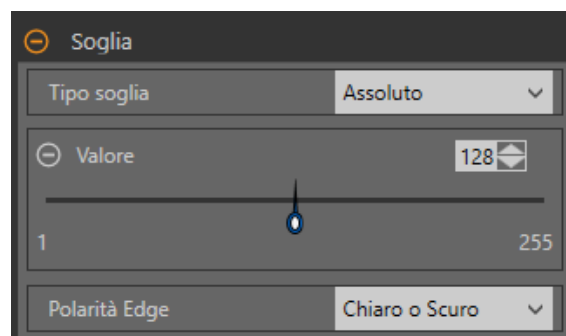 Soglia
Tipo soglia Assoluto
Valore 128
1 255
Polarità Edge Chiaro o Scuro